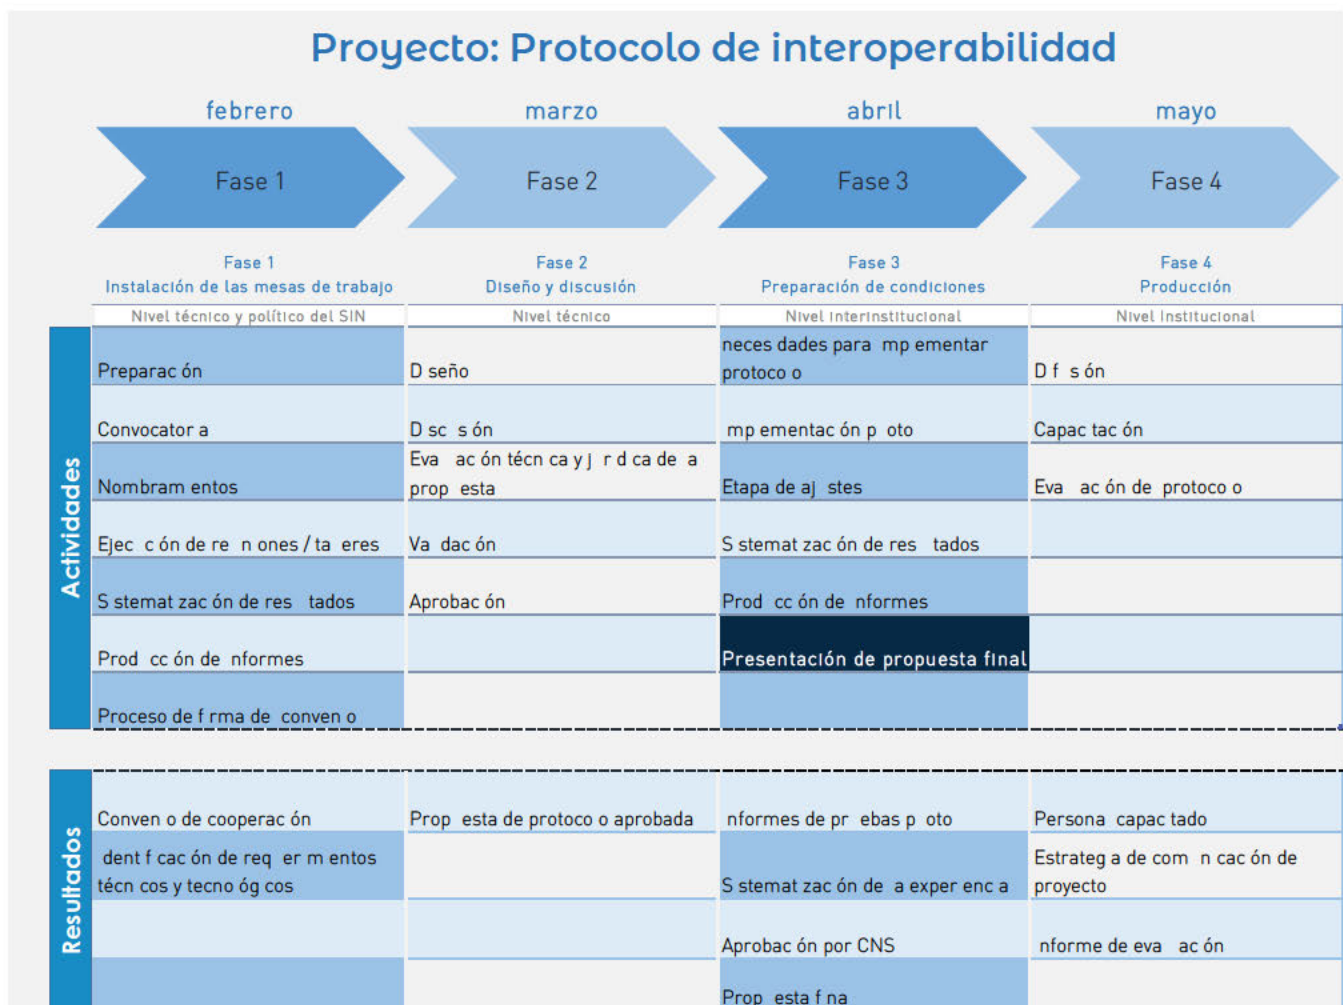 Proyecto: Protocolo de interoperabilidad
febrero marzo abril mayo
Fase 1 Fase 2 Fase 3 Fase 4
Fase 1 Fase 2 Fase 3 Fase 4
Instalación de las mesas de trabajo Diseño y discusión Preparación de condiciones Producción
Nivel técnico y político del SIN Nivel técnico Nivel interinstitucional Nivel Institucional
Actividades
neces dades para mp ementar
Preparac ón D seño protoco o D f s ón
Convocator a D sc s ón mp ementac ón p oto Capac tac ón
Eva ac ón técn ca y j r d ca de a
Nombram entos prop esta Etapa de aj stes Eva ac ón de protoco o
Ejec c ón de re n ones / ta eres Va dac ón S stemat zac ón de res tados
S stemat zac ón de res tados Aprobac ón Prod cc ón de nformes
Prod cc ón de nformes Presentación de propuesta final
Proceso de f rma de conven o
Resultados
Conven o de cooperac ón Prop esta de protoco o aprobada nformes de pr ebas p oto Persona capac tado
dent f cac ón de req er m entos Estrateg a de com n cac ón de
técn cos y tecno óg cos S stemat zac ón de a exper enc a proyecto
Aprobac ón por CNS nforme de eva ac ón
Prop esta f na